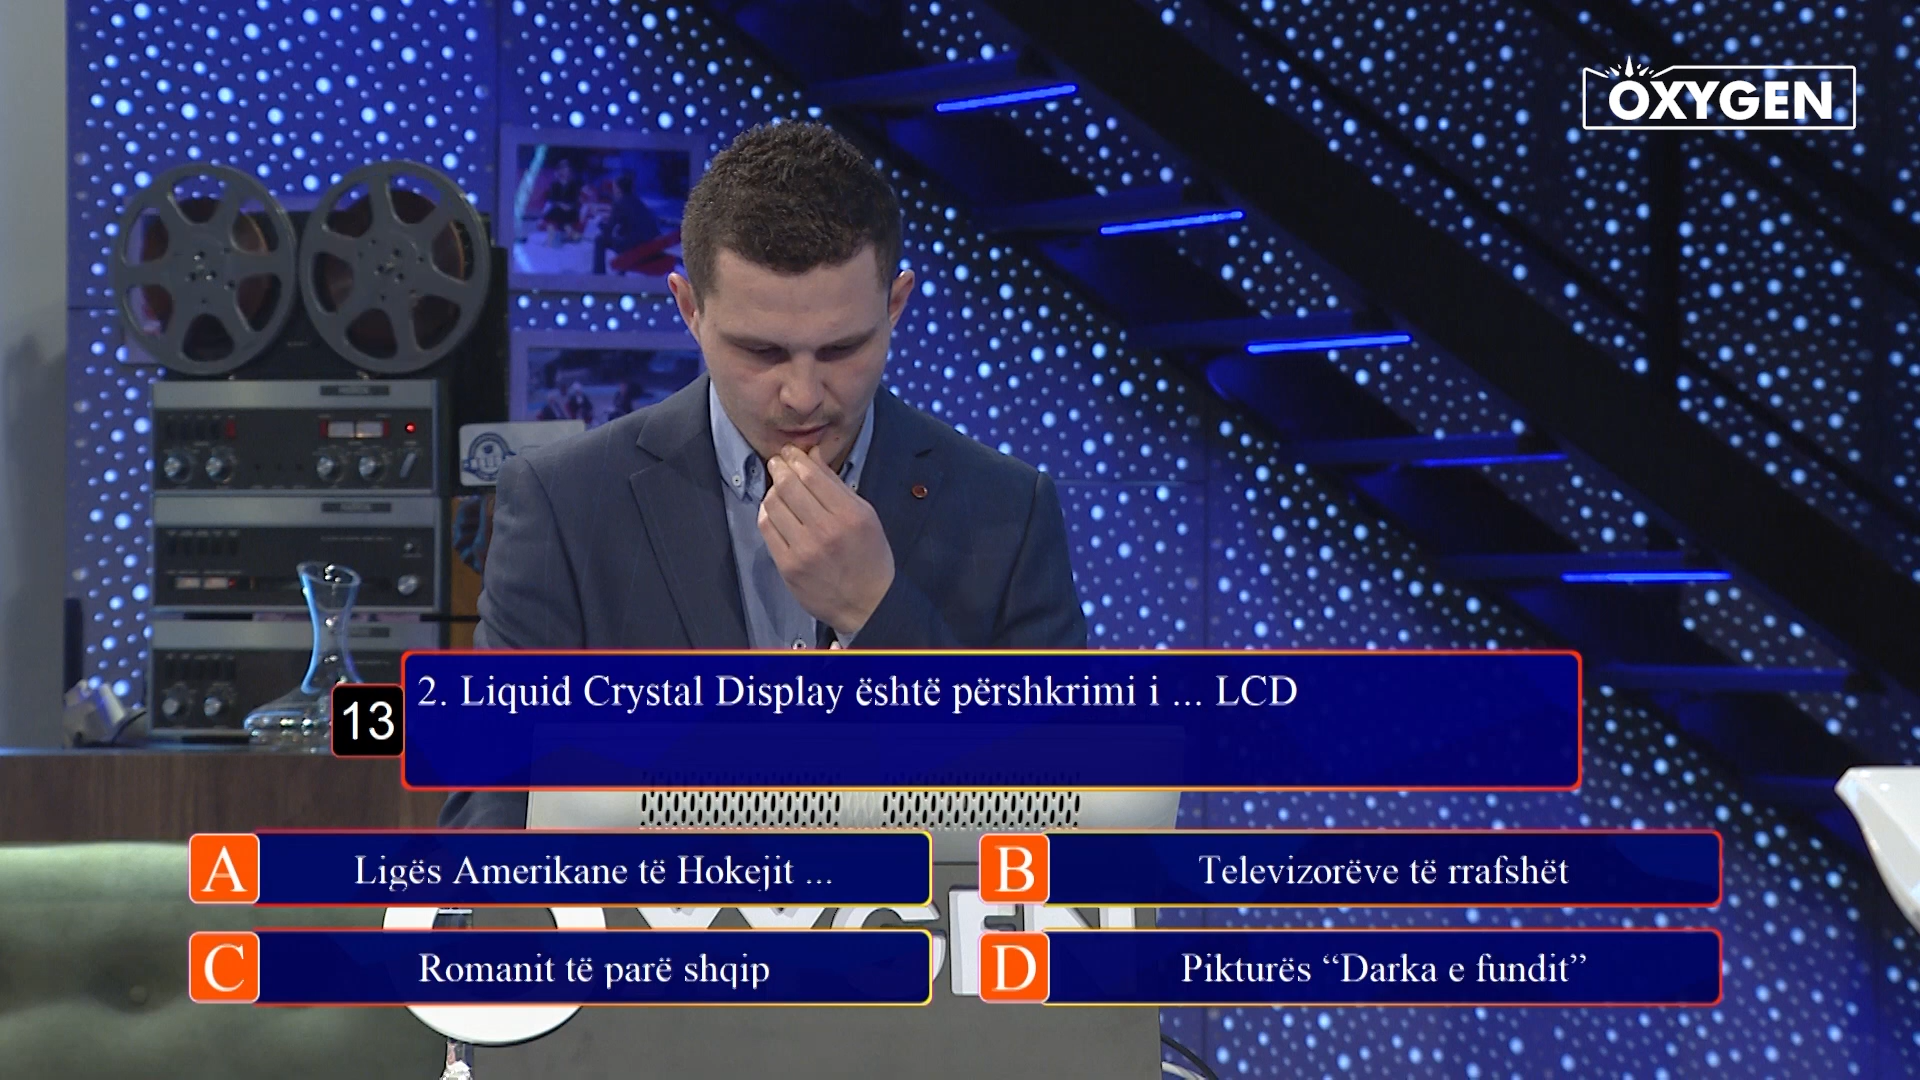 OXYGEN
2. Liquid Crystal Display është përshkrimi i ... LCD
13
A Ligës Amerikane të Hokejit ...
B Televizorëve të rrafshët
C Romanit të parë shqip
D Pikturës “Darka e fundit”